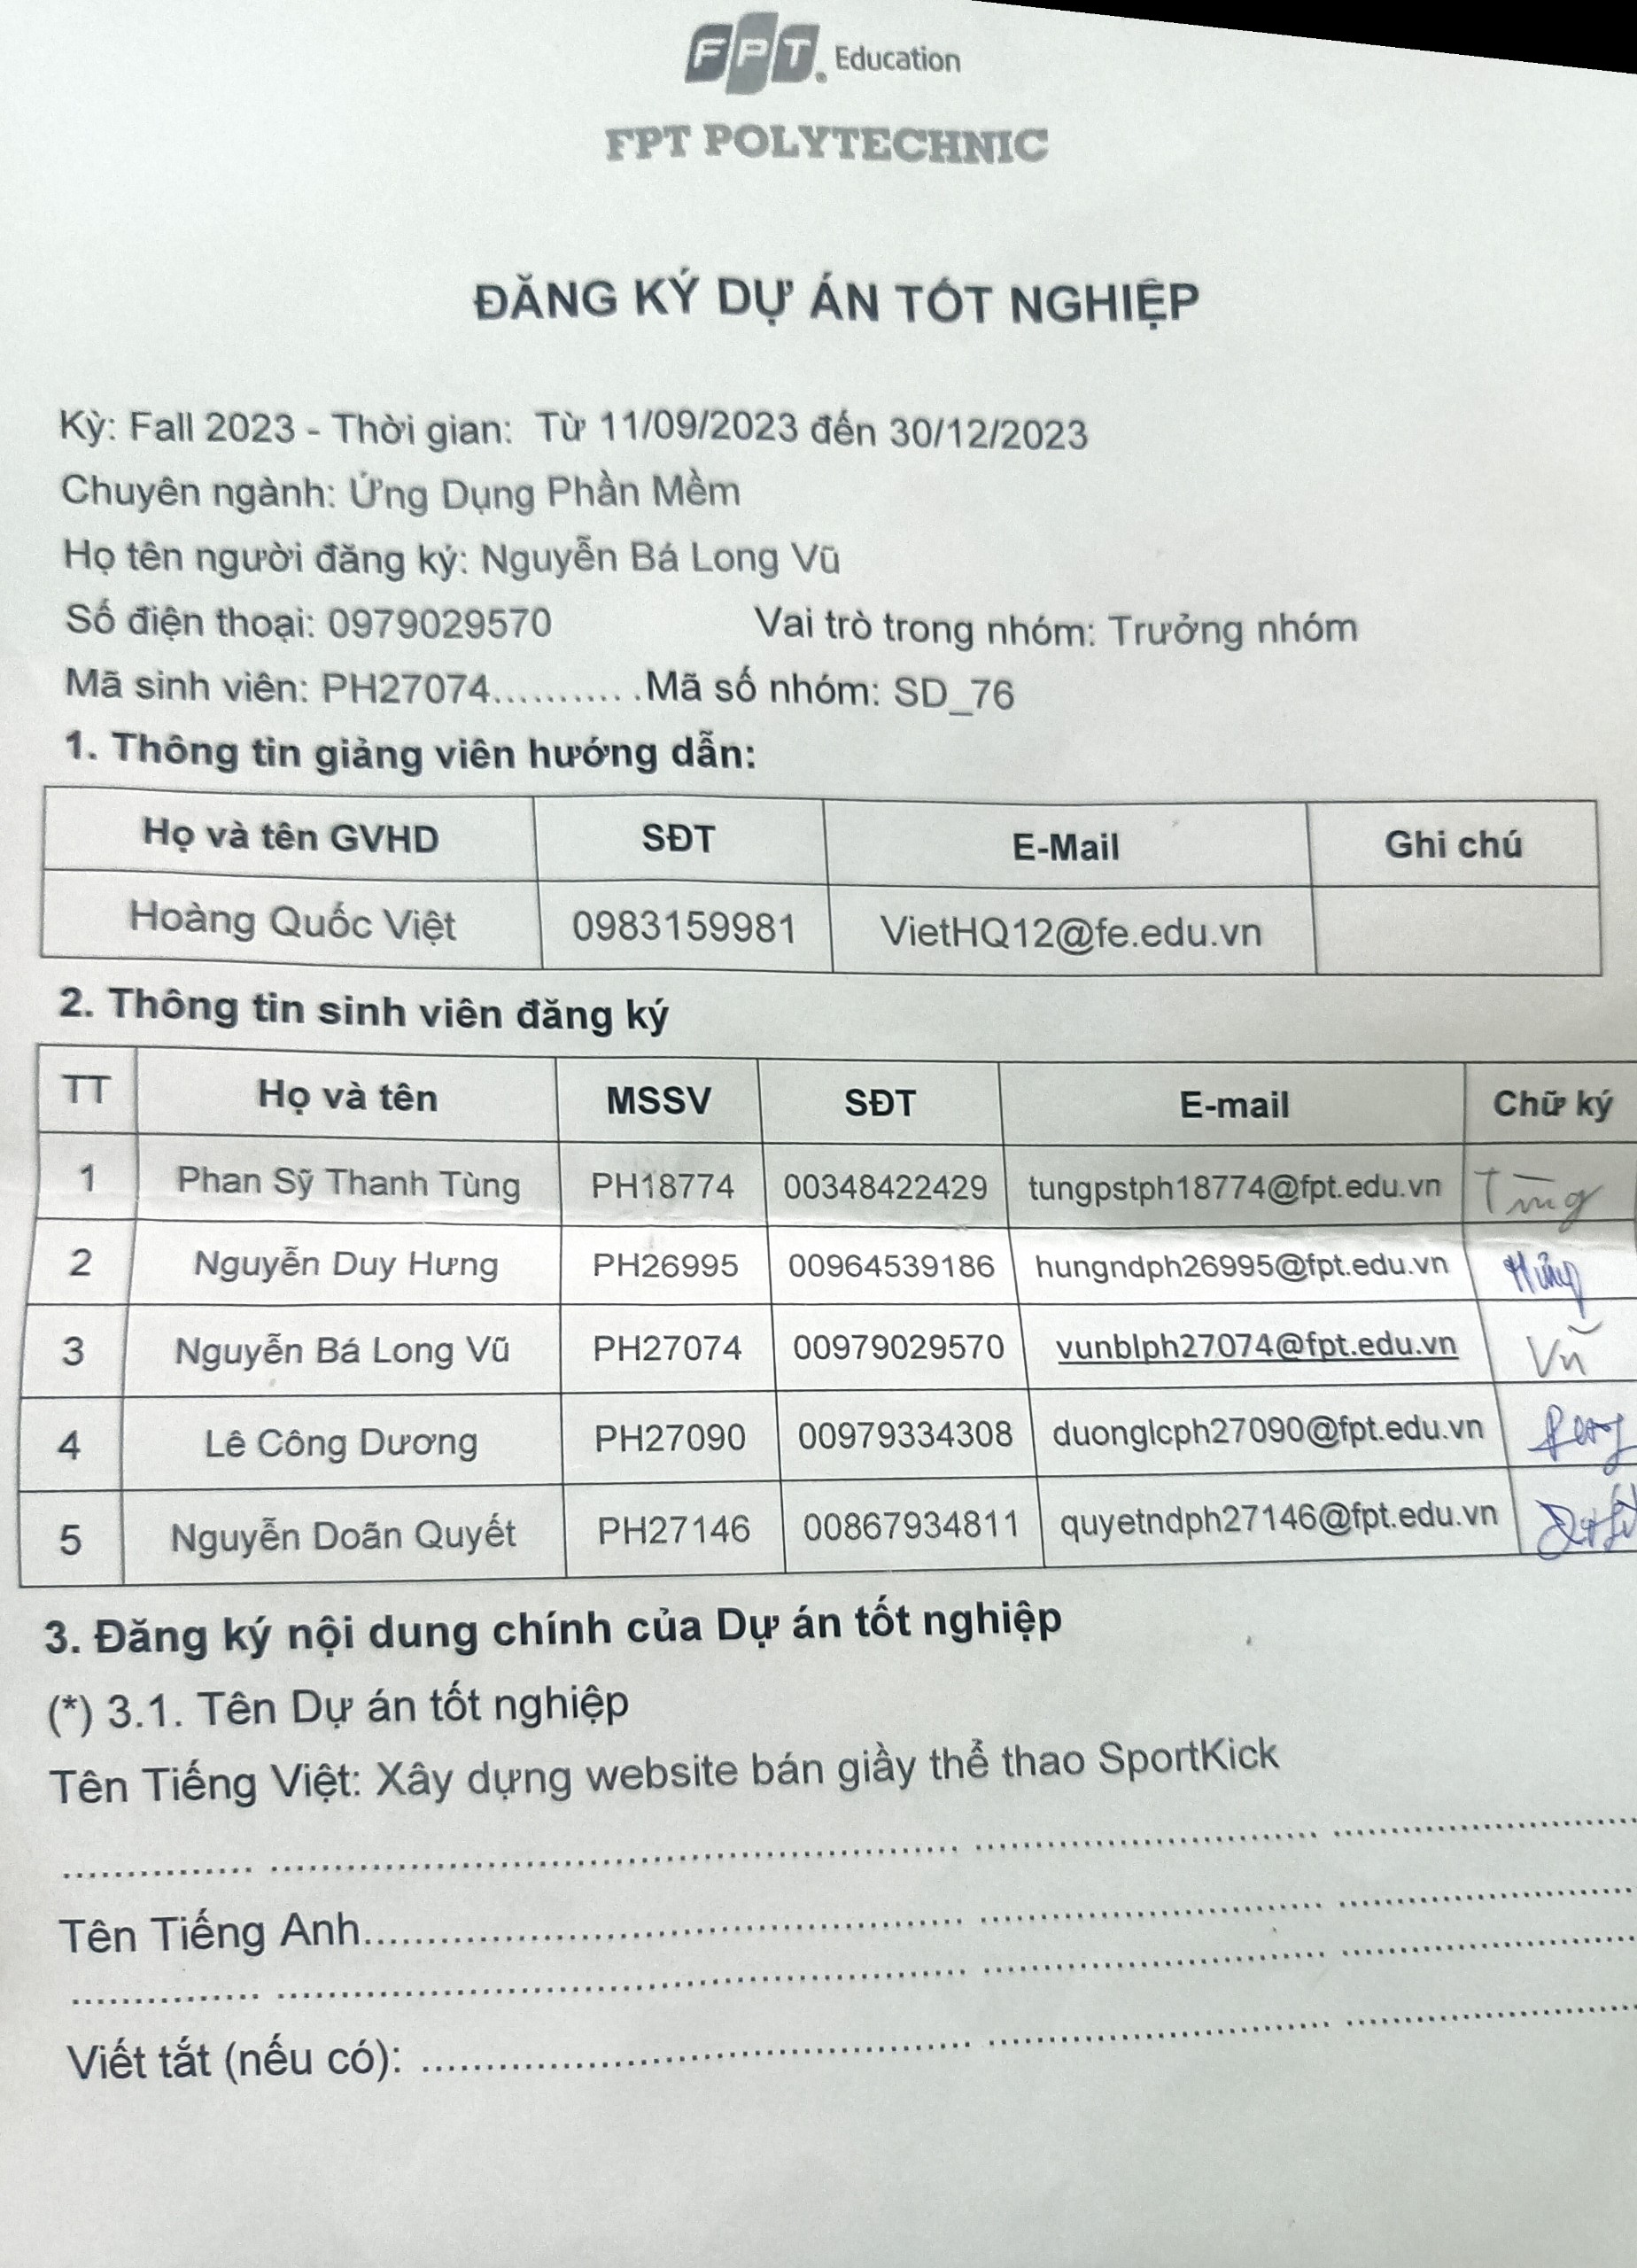 FPT Education
FPT POLYTECHNIC
ĐĂNG KÝ DỰ ÁN TỐT NGHIỆP
Kỳ: Fall 2023 - Thời gian: Từ 11/09/2023 đến 30/12/2023
Chuyên ngành: Ứng Dụng Phần Mềm
Họ tên người đăng ký: Nguyễn Bá Long Vũ
Số điện thoại: 0979029570 Vai trò trong nhóm: Trưởng nhóm
Mã sinh viên: PH27074............Mã số nhóm: SD_76
1. Thông tin giảng viên hướng dẫn:
Họ và tên GVHD SĐT E-Mail Ghi chú
Hoàng Quốc Việt 0983159981 VietHQ12@fe.edu.vn
2. Thông tin sinh viên đăng ký
TT Họ và tên MSSV SĐT E-mail Chữ ký
1 Phan Sỹ Thanh Tùng PH18774 00348422429 tungpstph18774@fpt.edu.vn Tùng
2 Nguyễn Duy Hưng PH26995 00964539186 hungndph26995@fpt.edu.vn Hưng
3 Nguyễn Bá Long Vũ PH27074 00979029570 vunblph27074@fpt.edu.vn Vũ
4 Lê Công Dương PH27090 00979334308 duonglcph27090@fpt.edu.vn
5 Nguyễn Doãn Quyết PH27146 00867934811 quyetndph27146@fpt.edu.vn
3. Đăng ký nội dung chính của Dự án tốt nghiệp
(*) 3.1. Tên Dự án tốt nghiệp
Tên Tiếng Việt: Xây dựng website bán giầy thể thao SportKick
Tên Tiếng Anh................................................
Viết tắt (nếu có): ................................................